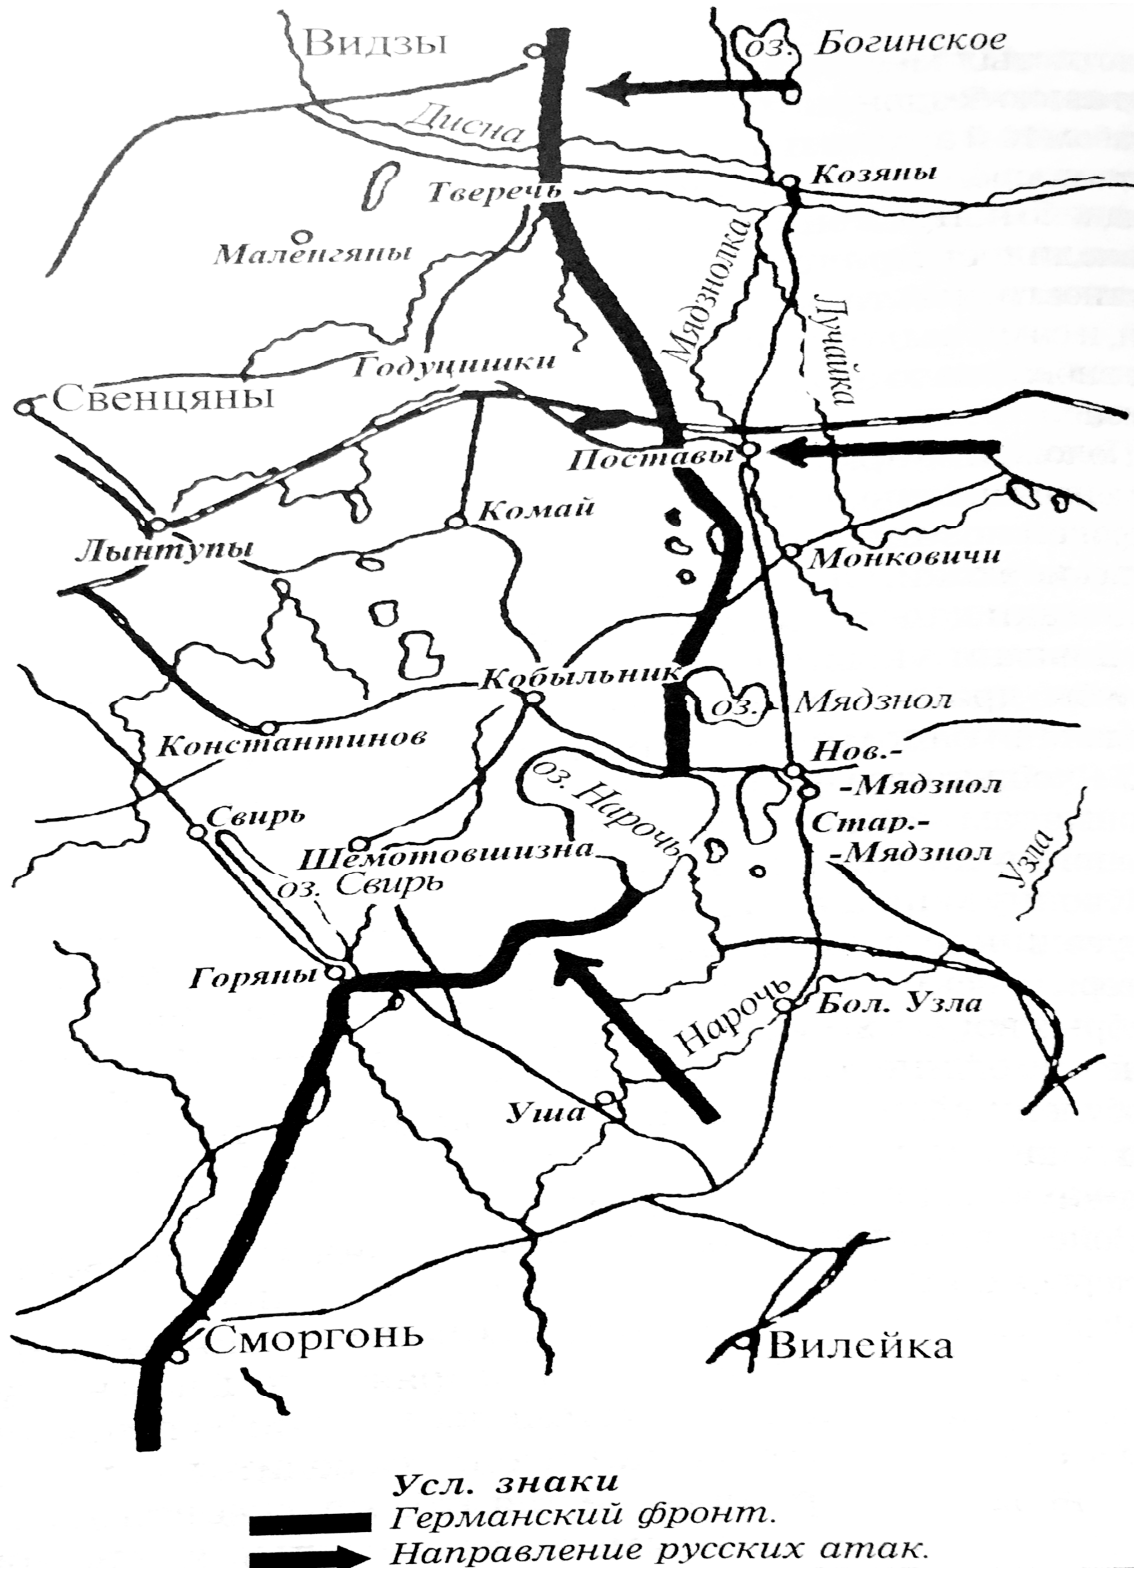 Видзы
оз. Богинское
Дисна
Козяны
Тверечь
Маленгяны
Мядзиолка
Лучайка
Годуцишки
Свенцяны
Поставы
Комай
Лынтупы
Монковичи
Кобыльник
оз. Мядзиол
Константинов
Нов.-
-Мядзиол
оз. Нарочь
Свирь
Стар.-
-Мядзиол
Шемотовшизна
оз. Свирь
Узла
Горяны
Нарочь
Бол. Узла
Уша
Сморгонь
Вилейка
Усл. знаки
Германский фронт.
Направление русских атак.